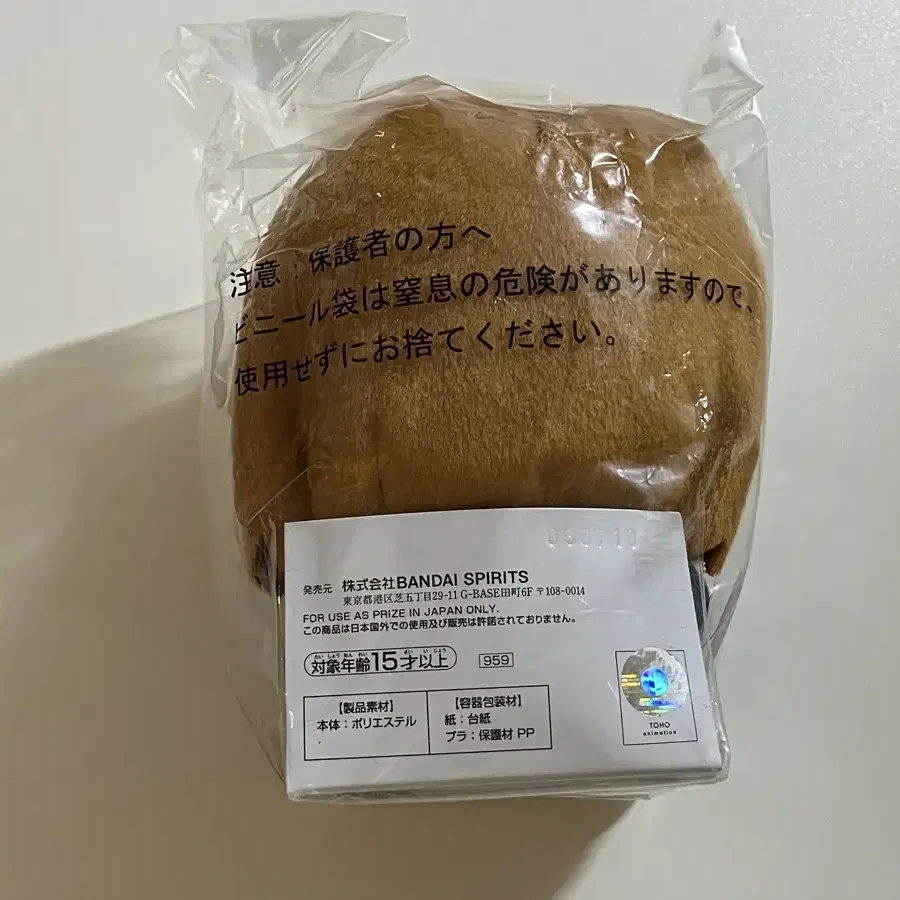 注意：保護者の方へ
ビニール袋は窒息の危険がありますので、
使用せずにお捨てください。
発売元 株式会社BANDAI SPIRITS
東京都港区芝五丁目29-11 G-BASE田町6F 〒108-0014
FOR USE AS PRIZE IN JAPAN ONLY.
この商品は日本国外での使用及び販売は許諾されておりません。
たいしょうねんれい さい いじょう
対象年齢15才以上
959
【製品素材】
本体：ポリエステル
【容器包装材】
紙：台紙
プラ：保護材 PP
TOHO
animation